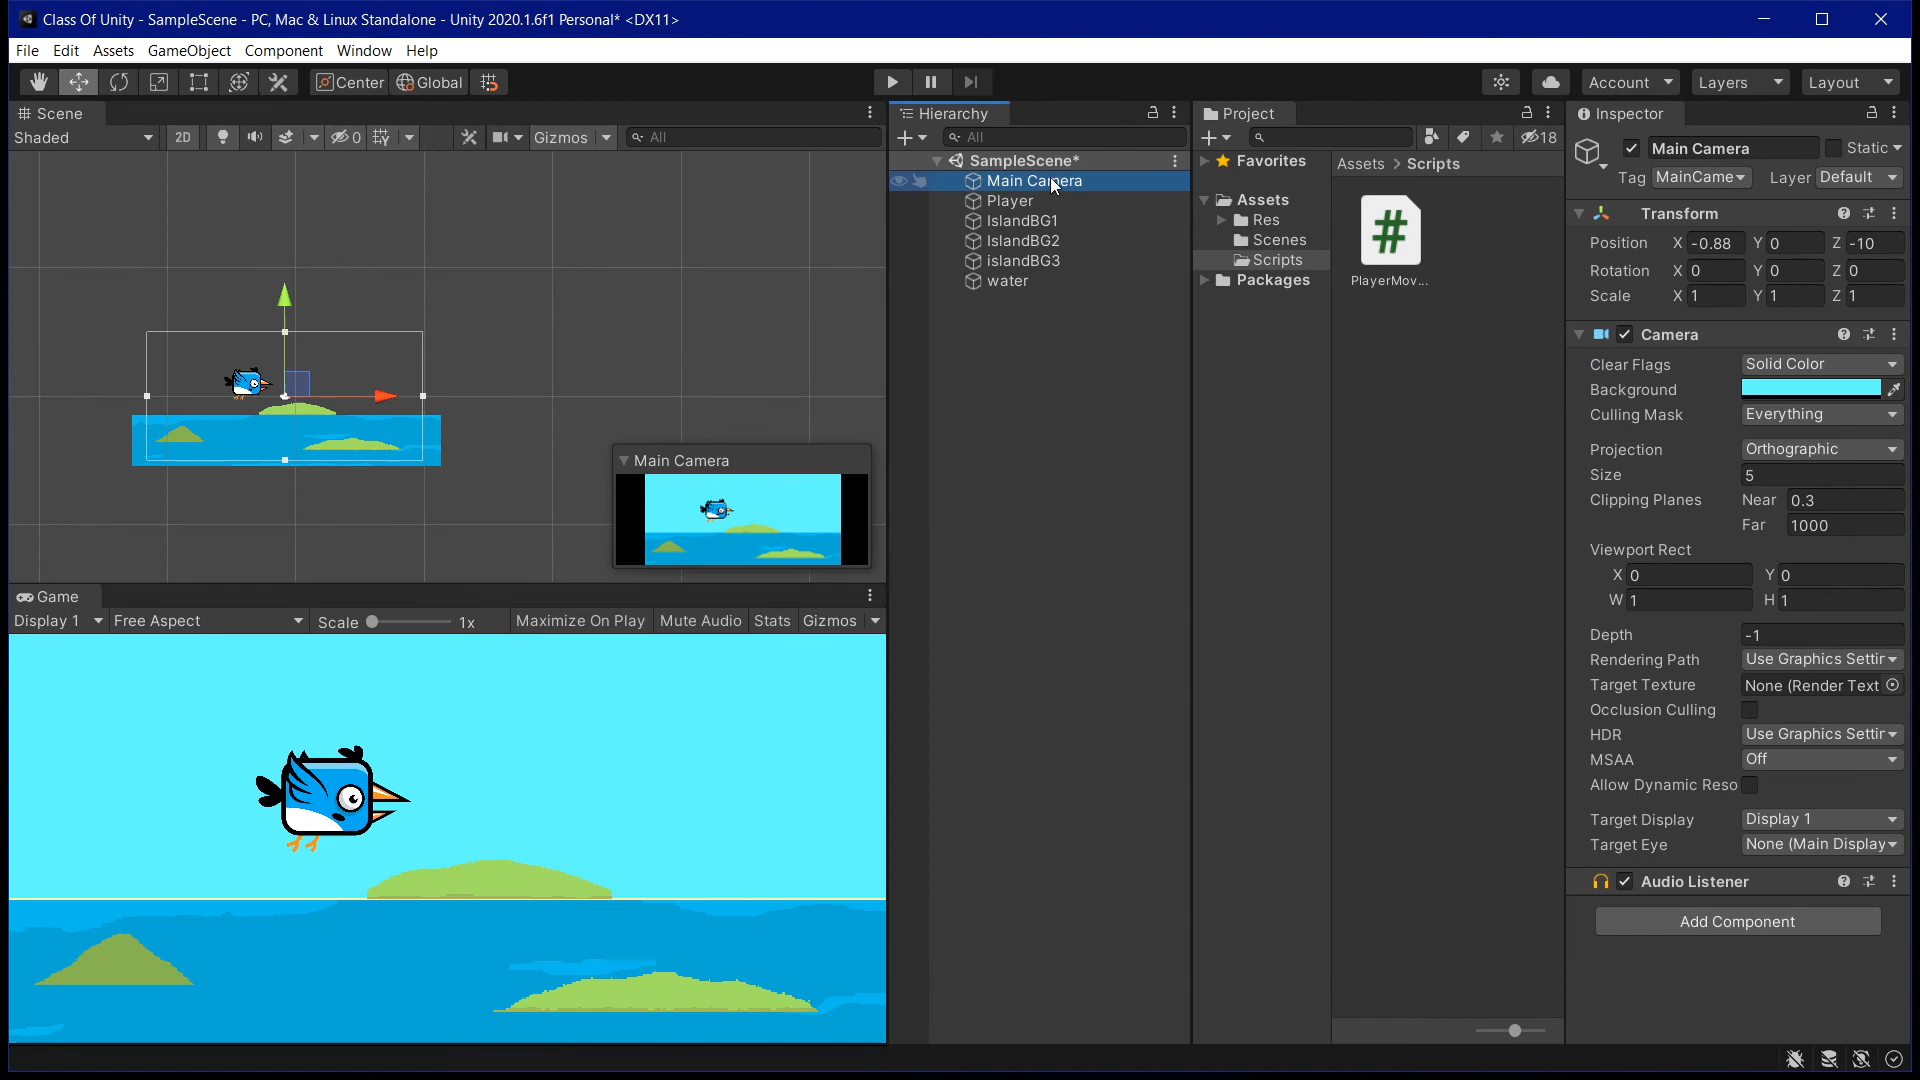 Class Of Unity - SampleScene - PC, Mac & Linux Standalone - Unity 2020.1.6f1 Personal* <DX11>
File Edit Assets GameObject Component Window Help
Center Global Account Layers Layout
Scene
Shaded 2D 0 Gizmos All
Hierarchy
All
SampleScene*
Main Camera
Player
IslandBG1
IslandBG2
islandBG3
water
Main Camera
Game
Display 1 Free Aspect Scale 1x Maximize On Play Mute Audio Stats Gizmos
Project
18
Favorites
Assets
Res
Scenes
Scripts
Packages
Assets > Scripts
#
PlayerMov...
Inspector
Main Camera Static
Tag MainCame Layer Default
Transform
Position X -0.88 Y 0 Z -10
Rotation X 0 Y 0 Z 0
Scale X 1 Y 1 Z 1
Camera
Clear Flags Solid Color
Background
Culling Mask Everything
Projection Orthographic
Size 5
Clipping Planes Near 0.3
Far 1000
Viewport Rect
X 0 Y 0
W 1 H 1
Depth -1
Rendering Path Use Graphics Settir
Target Texture None (Render Text
Occlusion Culling
HDR Use Graphics Settir
MSAA Off
Allow Dynamic Reso
Target Display Display 1
Target Eye None (Main Display
Audio Listener
Add Component